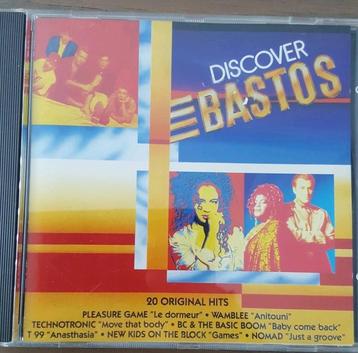 DISCOVER
BASTOS
20 ORIGINAL HITS
PLEASURE GAME "Le dormeur" • WAMBLEE "Anitouni"
TECHNOTRONIC "Move that body" • BC & THE BASIC BOOM "Baby come back"
T 99 "Anasthasia" • NEW KIDS ON THE BLOCK "Games" • NOMAD "Just a groove"